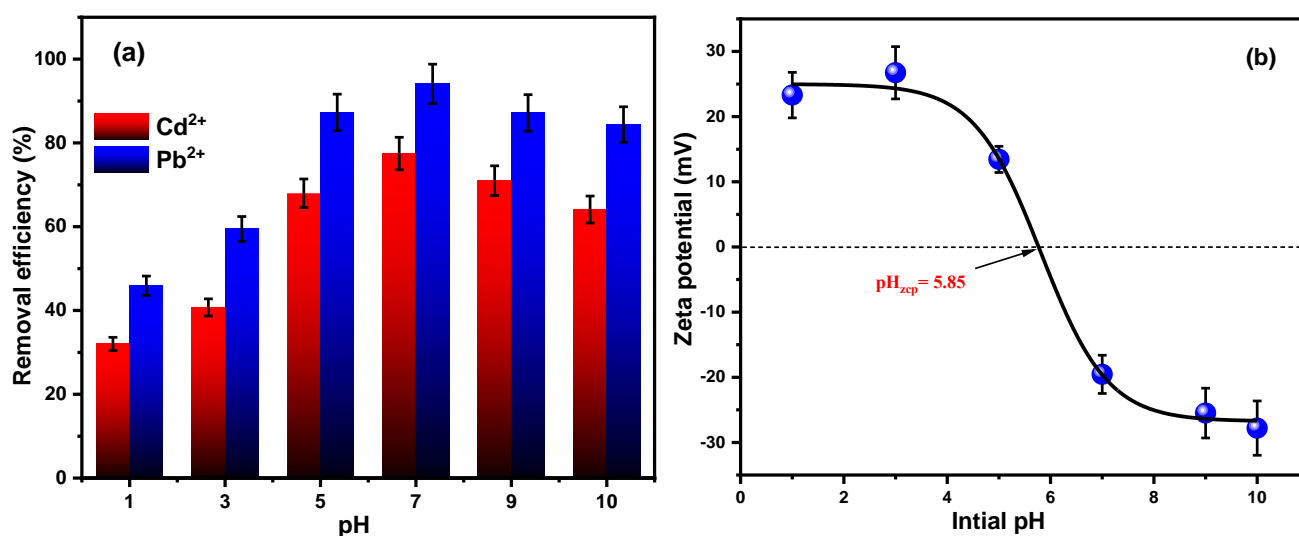 (a)
Cd²⁺
Pb²⁺
Removal efficiency (%)
100
80
60
40
20
0
1 3 5 7 9 10
pH
(b)
Zeta potential (mV)
30
20
10
0
-10
-20
-30
pH_zcp= 5.85
0 2 4 6 8 10
Intial pH